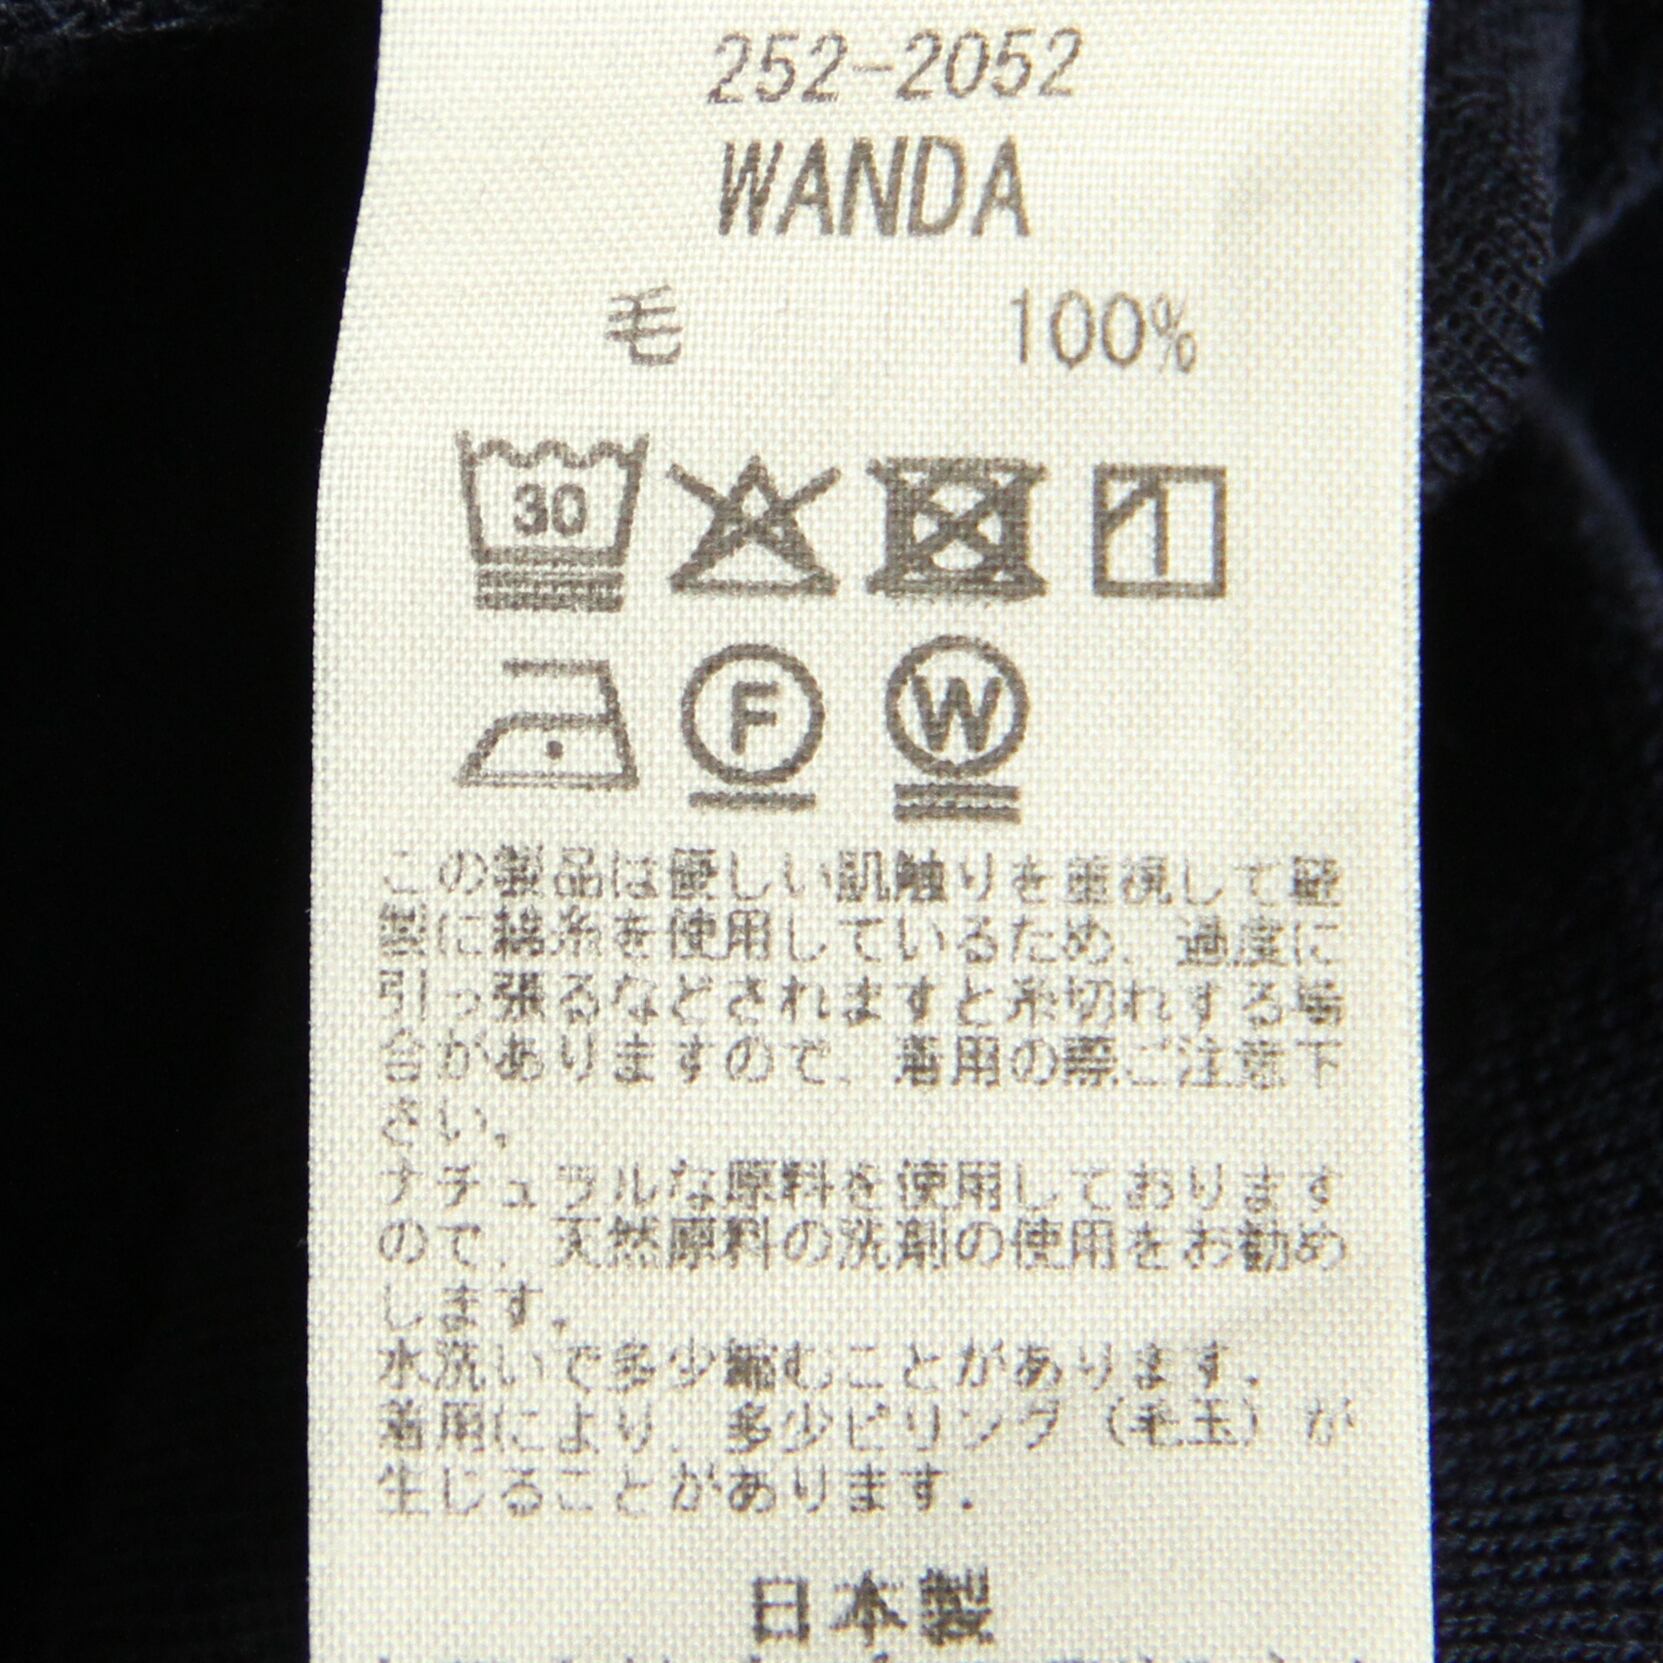 252-2052
WANDA
毛 100%
30
F
W
この製品は優しい肌触りを重視して軽
量に細糸を使用しているため、過度に
引っ張るなどされますと糸切れする場
合がありますので、着用の際ご注意下
さい。
ナチュラルな原料を使用しております
ので、天然原料の洗剤の使用をお勧め
します。
水洗いで多少縮むことがあります。
着用により、多少ピリング(毛玉)が
生じることがあります。
日本製